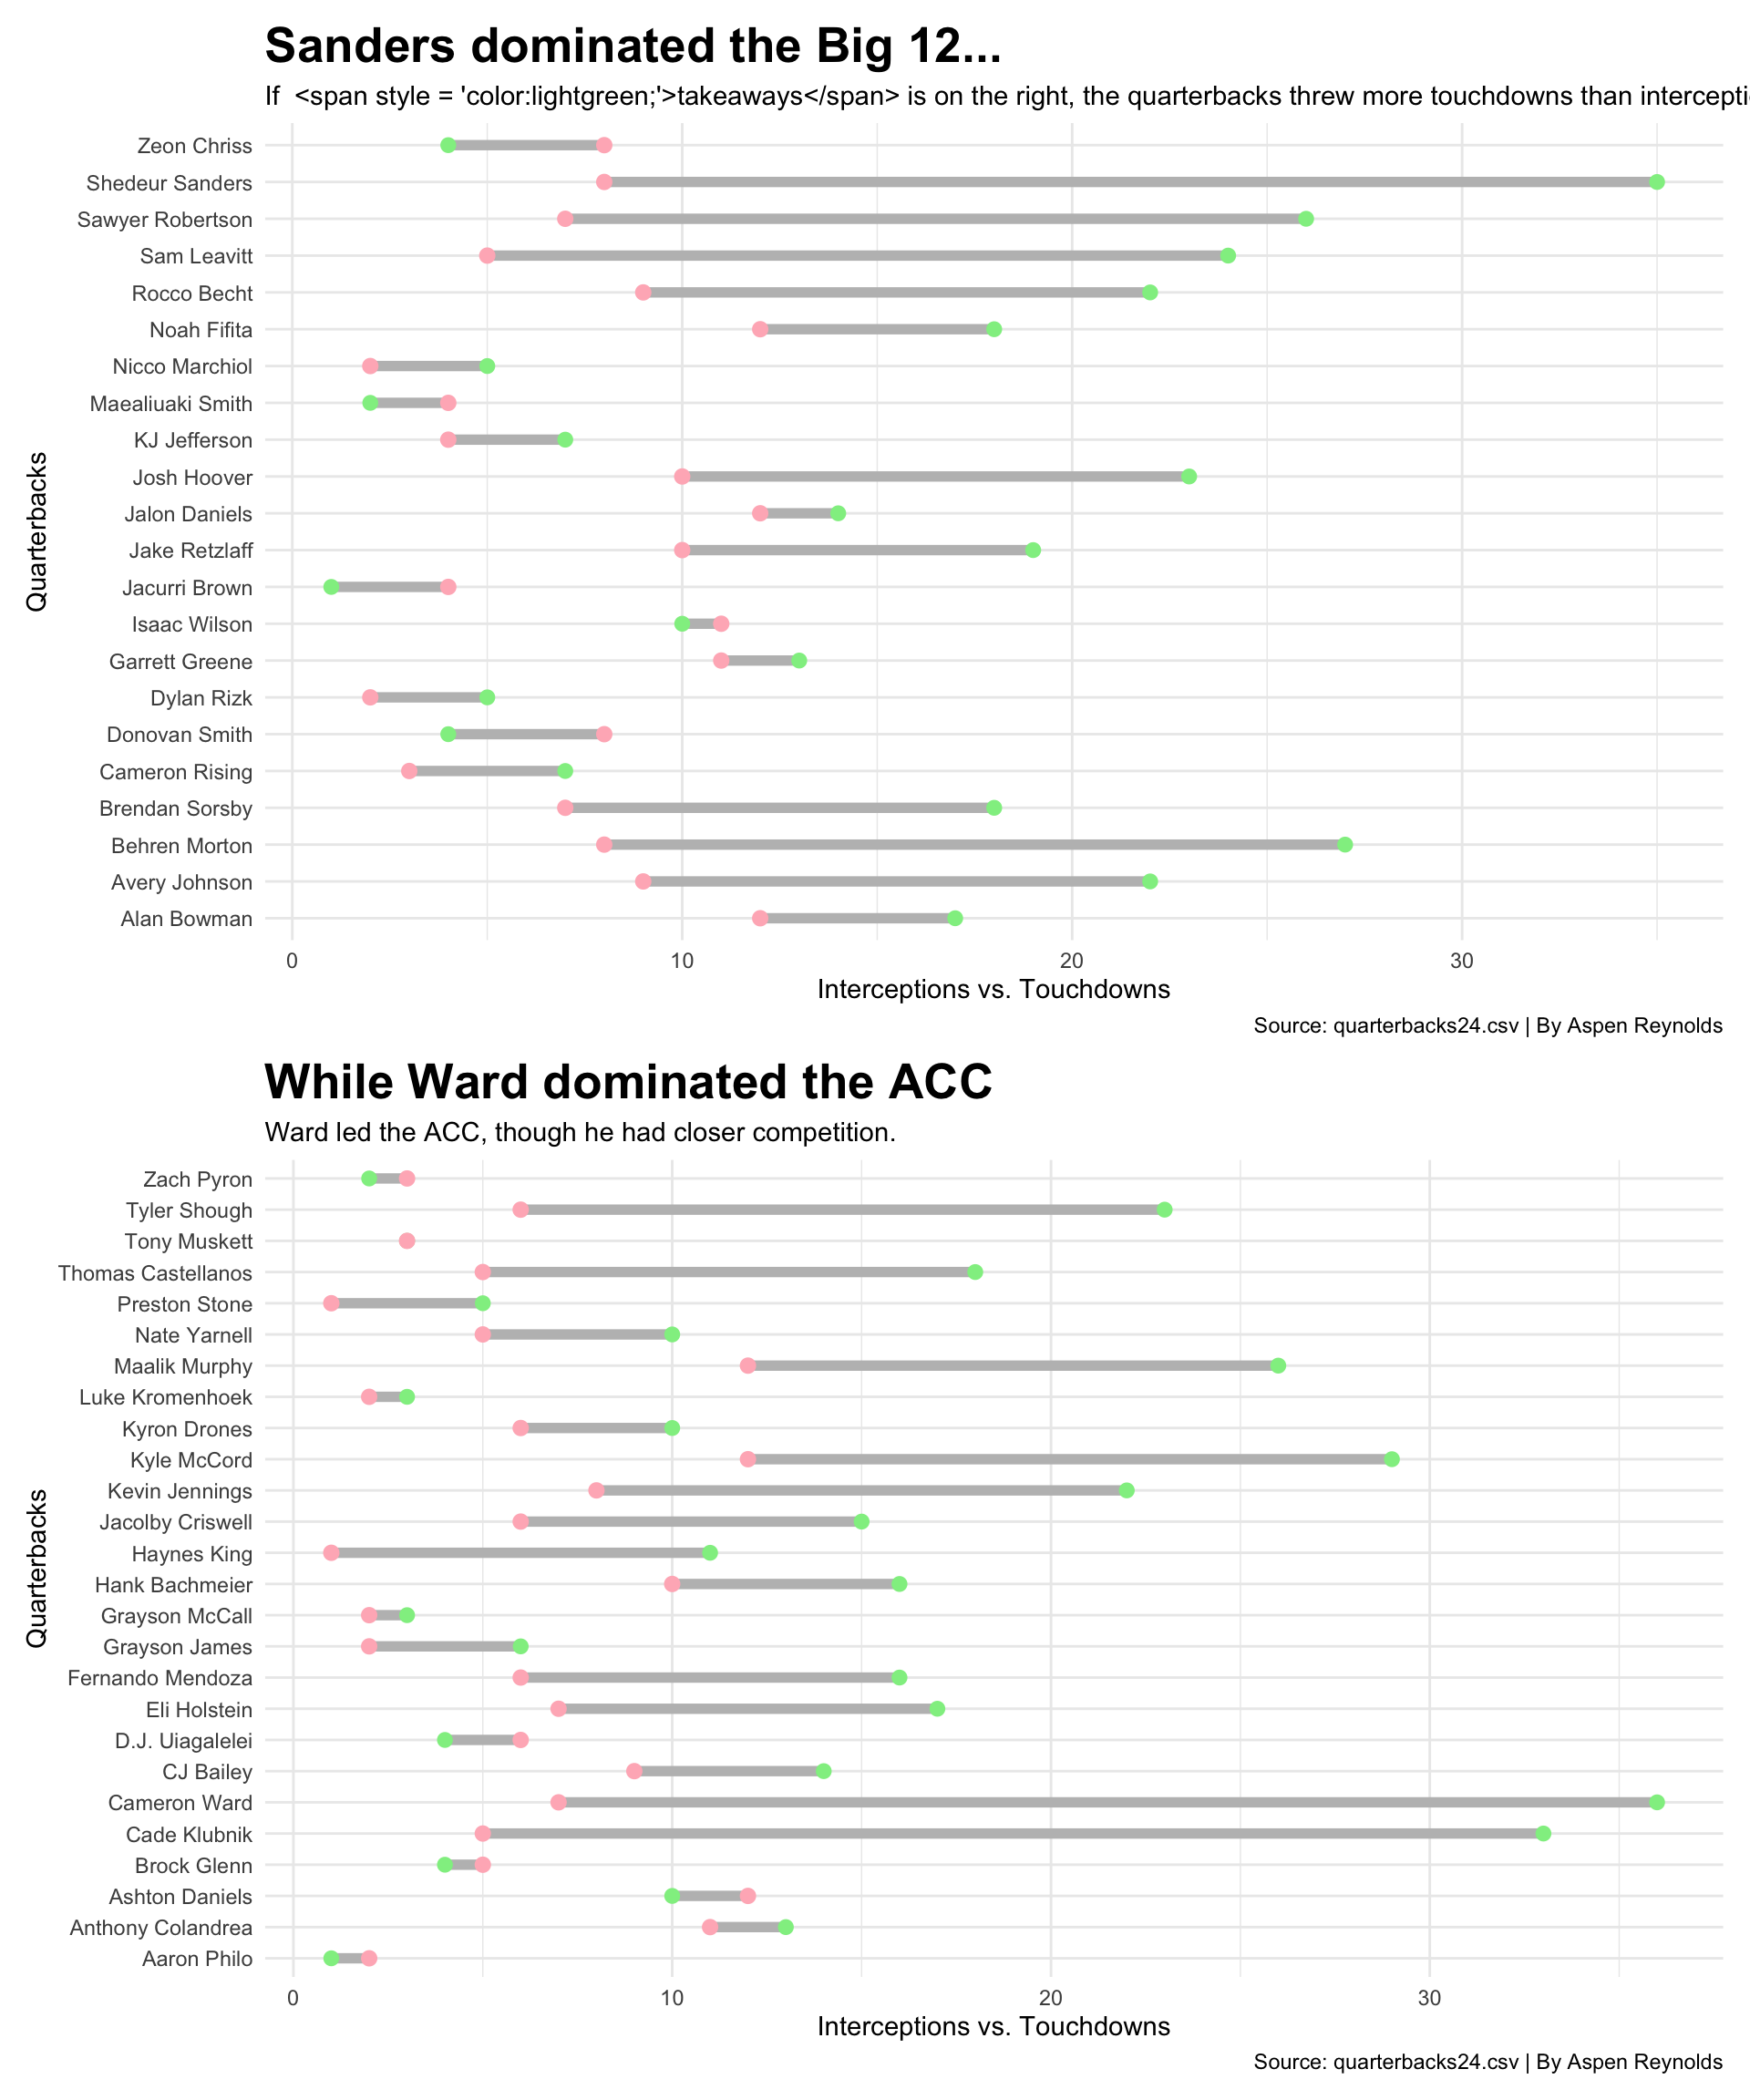 Sanders dominated the Big 12...
If  <span style = 'color:lightgreen;'>takeaways</span> is on the right, the quarterbacks threw more touchdowns than intercepti
Quarterbacks
Zeon Chriss
Shedeur Sanders
Sawyer Robertson
Sam Leavitt
Rocco Becht
Noah Fifita
Nicco Marchiol
Maealiuaki Smith
KJ Jefferson
Josh Hoover
Jalon Daniels
Jake Retzlaff
Jacurri Brown
Isaac Wilson
Garrett Greene
Dylan Rizk
Donovan Smith
Cameron Rising
Brendan Sorsby
Behren Morton
Avery Johnson
Alan Bowman
0 10 20 30
Interceptions vs. Touchdowns
Source: quarterbacks24.csv | By Aspen Reynolds
While Ward dominated the ACC
Ward led the ACC, though he had closer competition.
Quarterbacks
Zach Pyron
Tyler Shough
Tony Muskett
Thomas Castellanos
Preston Stone
Nate Yarnell
Maalik Murphy
Luke Kromenhoek
Kyron Drones
Kyle McCord
Kevin Jennings
Jacolby Criswell
Haynes King
Hank Bachmeier
Grayson McCall
Grayson James
Fernando Mendoza
Eli Holstein
D.J. Uiagalelei
CJ Bailey
Cameron Ward
Cade Klubnik
Brock Glenn
Ashton Daniels
Anthony Colandrea
Aaron Philo
0 10 20 30
Interceptions vs. Touchdowns
Source: quarterbacks24.csv | By Aspen Reynolds